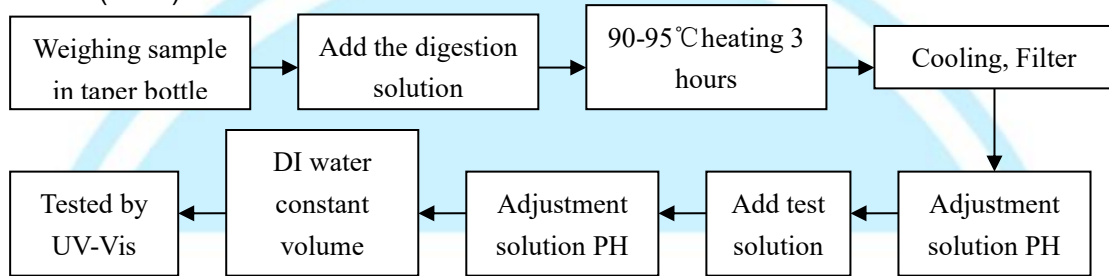 Weighing sample
in taper bottle
Add the digestion
solution
90-95℃heating 3
hours
Cooling, Filter
Adjustment
solution PH
Add test
solution
Adjustment
solution PH
DI water
constant
volume
Tested by
UV-Vis